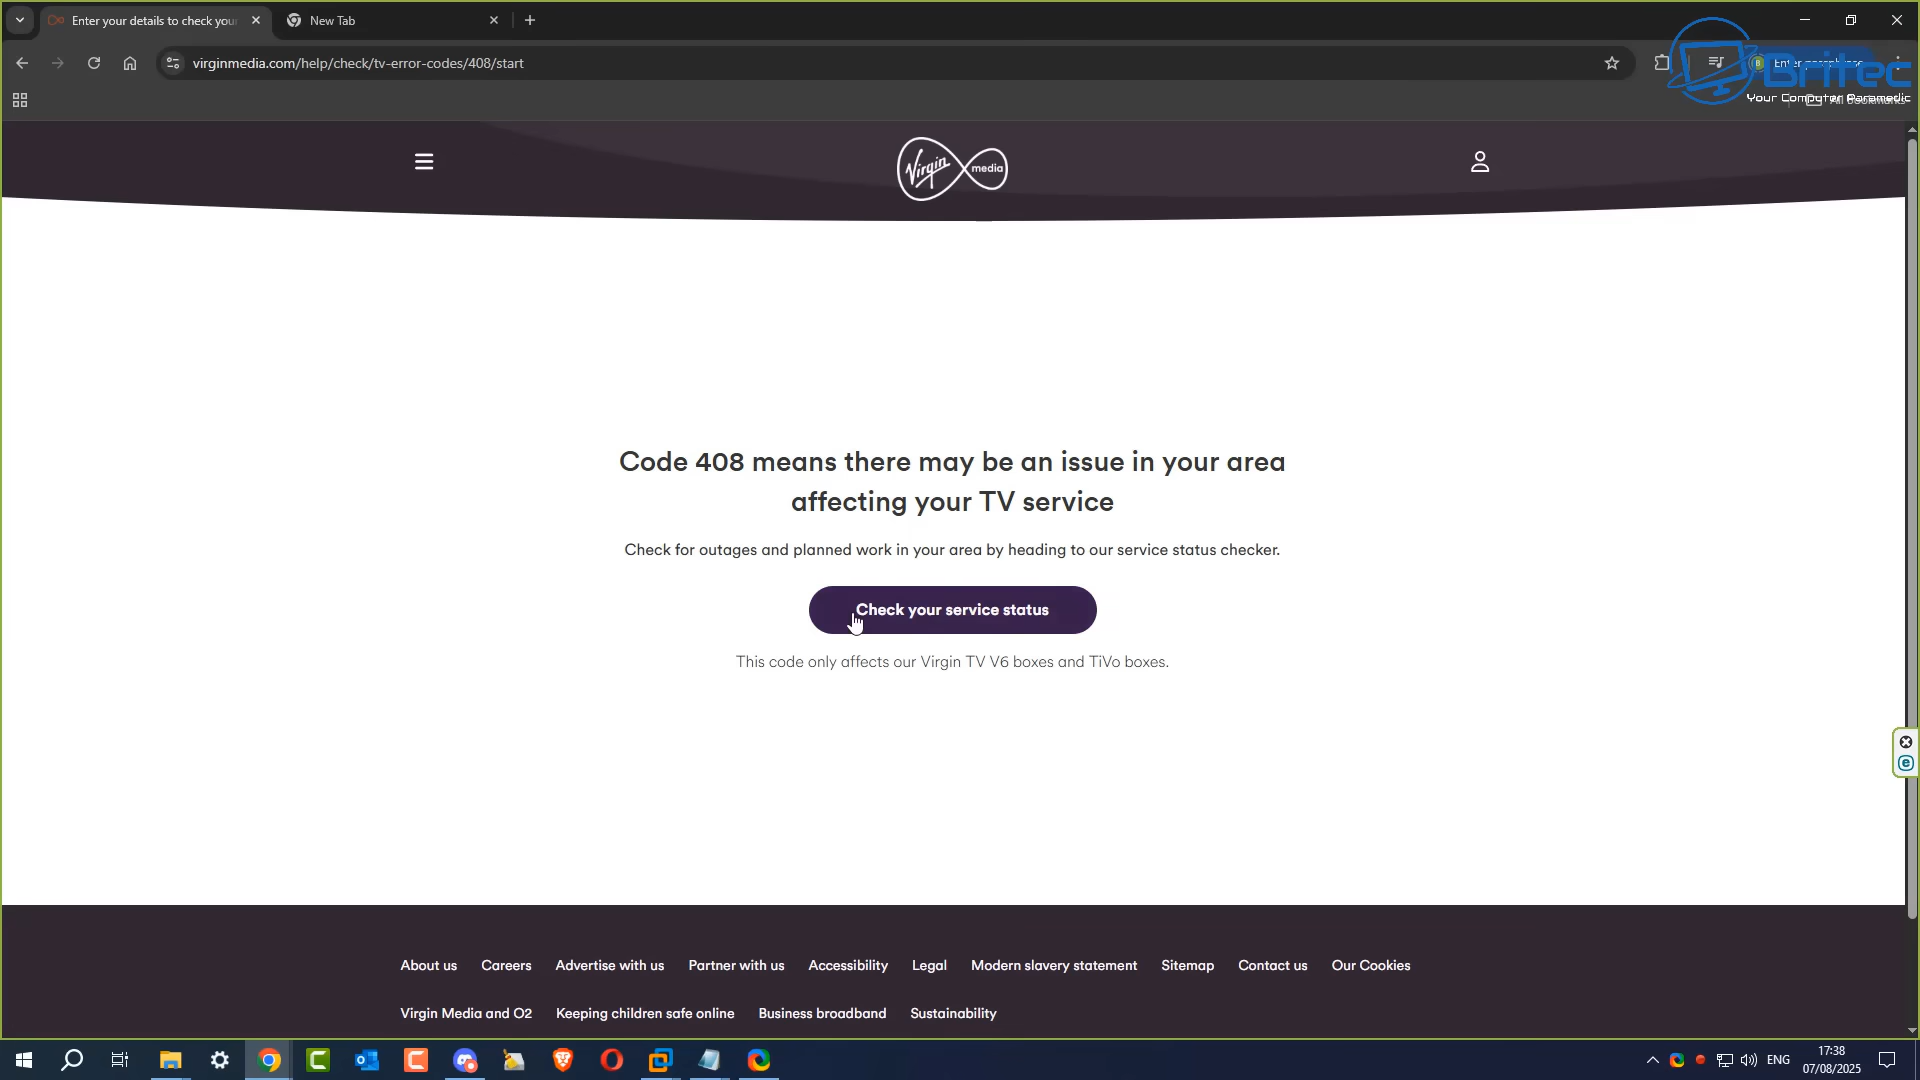 Enter your details to check your
New Tab
virginmedia.com/help/check/tv-error-codes/408/start
Britec
Your Computer Paramedic
Virgin media
Code 408 means there may be an issue in your area
affecting your TV service
Check for outages and planned work in your area by heading to our service status checker.
Check your service status
This code only affects our Virgin TV V6 boxes and TiVo boxes.
About us Careers Advertise with us Partner with us Accessibility Legal Modern slavery statement Sitemap Contact us Our Cookies
Virgin Media and O2 Keeping children safe online Business broadband Sustainability
ENG
17:38
07/08/2025